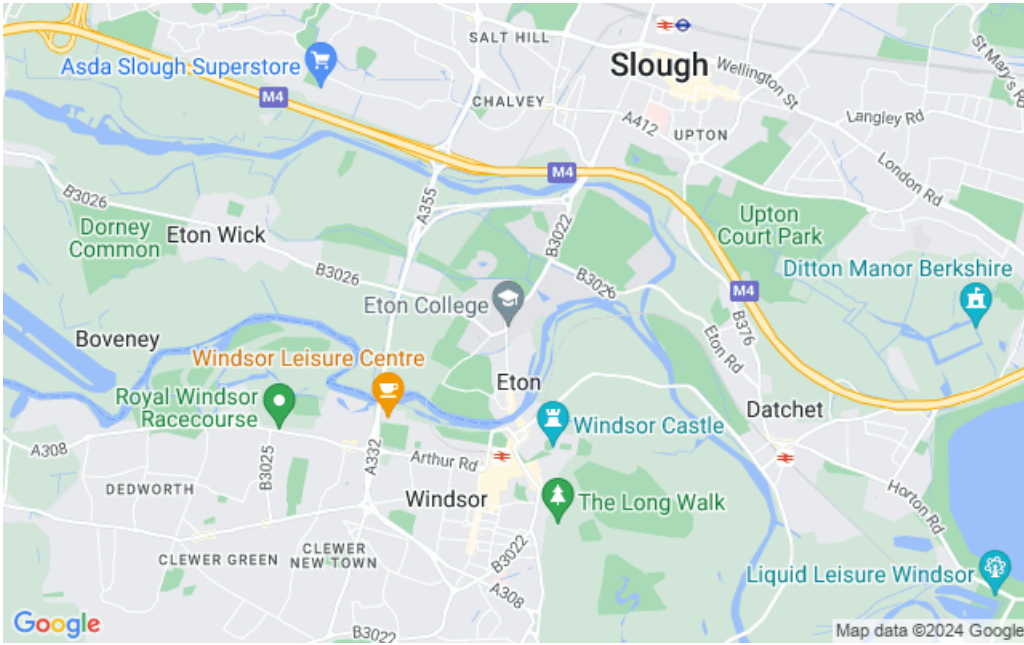 SALT HILL
Slough
Asda Slough Superstore
Wellington St
St Mary's Rd
M4
CHALVEY
A412
UPTON
Langley Rd
London Rd
M4
B3026
A355
Dorney
Common
Eton Wick
B3022
Upton
Court Park
B3026
B3026
Ditton Manor Berkshire
M4
Eton College
B376
Eton Rd
Boveney
Windsor Leisure Centre
Eton
Royal Windsor
Racecourse
Datchet
Windsor Castle
A308
B3025
A332
Arthur Rd
DEDWORTH
Windsor
The Long Walk
Horton Rd
CLEWER GREEN
CLEWER
NEW TOWN
B3022
A308
Liquid Leisure Windsor
B3022
Google
Map data ©2024 Google